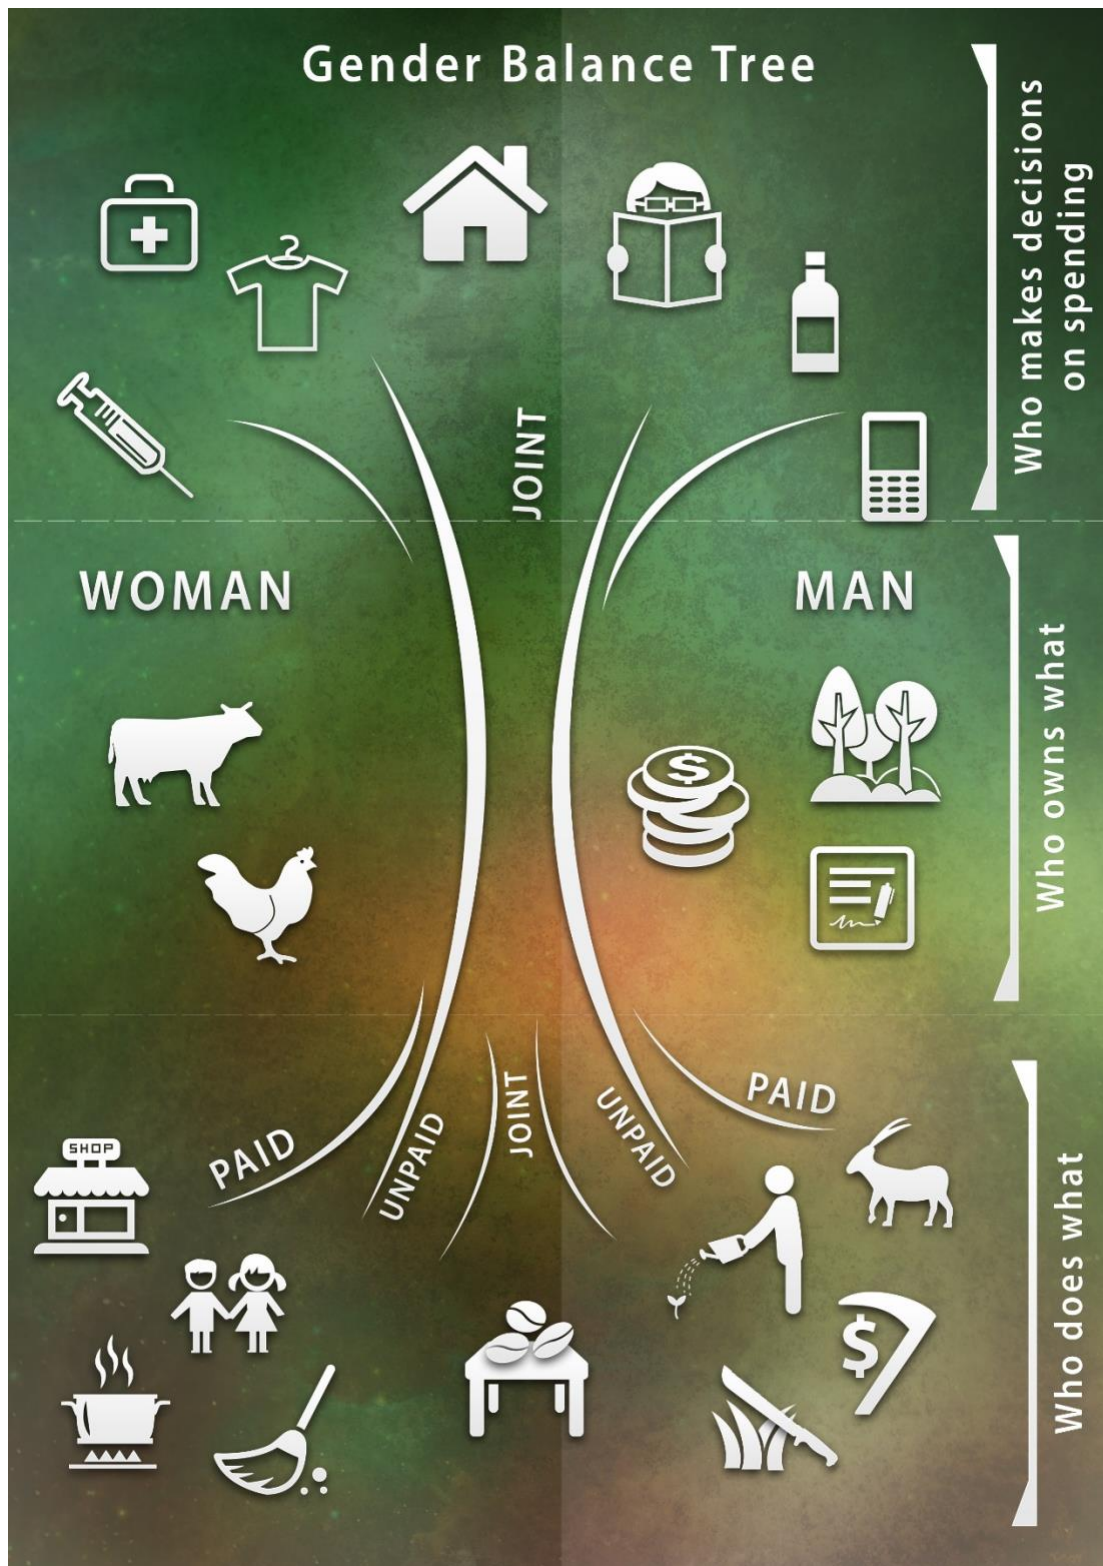 Gender Balance Tree
Who makes decisions
on spending
JOINT
WOMAN
MAN
Who owns what
$
PAID
UNPAID
JOINT
UNPAID
PAID
SHOP
$
Who does what